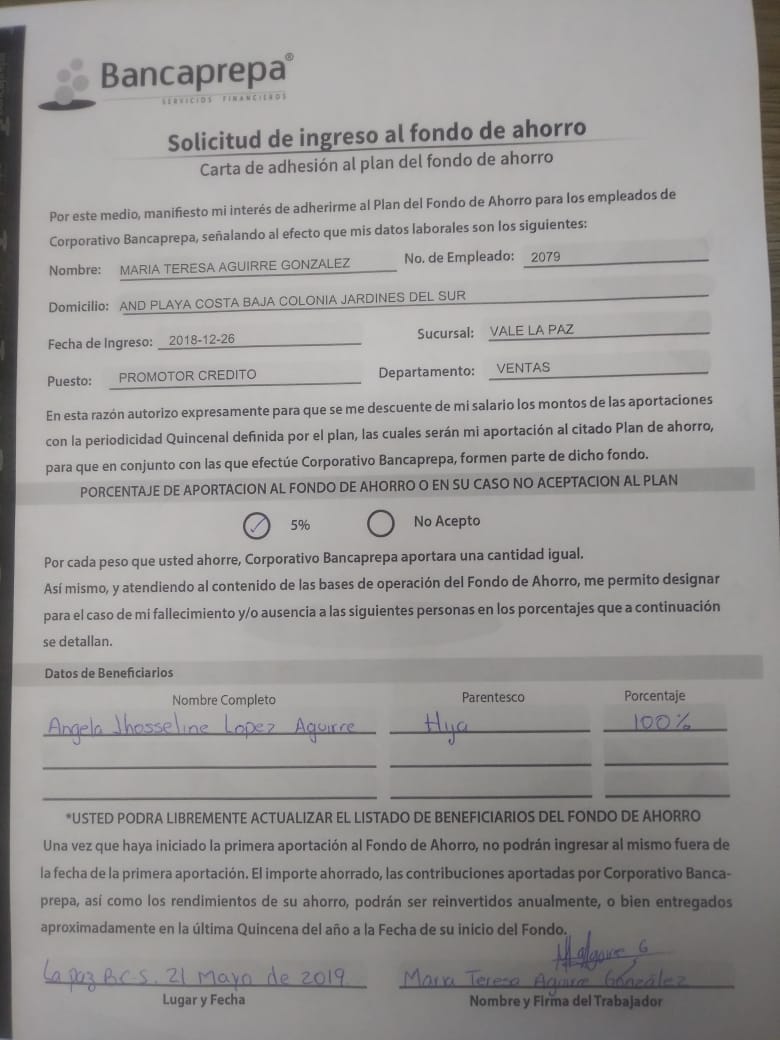 Bancaprepa®
SERVICIOS FINANCIEROS
Solicitud de ingreso al fondo de ahorro
Carta de adhesión al plan del fondo de ahorro
Por este medio, manifiesto mi interés de adherirme al Plan del Fondo de Ahorro para los empleados de
Corporativo Bancaprepa, señalando al efecto que mis datos laborales son los siguientes:
Nombre: MARIA TERESA AGUIRRE GONZALEZ No. de Empleado: 2079
Domicilio: AND PLAYA COSTA BAJA COLONIA JARDINES DEL SUR
Fecha de Ingreso: 2018-12-26 Sucursal: VALE LA PAZ
Puesto: PROMOTOR CREDITO Departamento: VENTAS
En esta razón autorizo expresamente para que se me descuente de mi salario los montos de las aportaciones
con la periodicidad Quincenal definida por el plan, las cuales serán mi aportación al citado Plan de ahorro,
para que en conjunto con las que efectúe Corporativo Bancaprepa, formen parte de dicho fondo.
PORCENTAJE DE APORTACION AL FONDO DE AHORRO O EN SU CASO NO ACEPTACION AL PLAN
5% No Acepto
Por cada peso que usted ahorre, Corporativo Bancaprepa aportara una cantidad igual.
Así mismo, y atendiendo al contenido de las bases de operación del Fondo de Ahorro, me permito designar
para el caso de mi fallecimiento y/o ausencia a las siguientes personas en los porcentajes que a continuación
se detallan.
Datos de Beneficiarios
Nombre Completo Parentesco Porcentaje
Angela Jhosseline Lopez Aguirre Hija 100%
*USTED PODRA LIBREMENTE ACTUALIZAR EL LISTADO DE BENEFICIARIOS DEL FONDO DE AHORRO
Una vez que haya iniciado la primera aportación al Fondo de Ahorro, no podrán ingresar al mismo fuera de
la fecha de la primera aportación. El importe ahorrado, las contribuciones aportadas por Corporativo Banca-
prepa, así como los rendimientos de su ahorro, podrán ser reinvertidos anualmente, o bien entregados
aproximadamente en la última Quincena del año a la Fecha de su inicio del Fondo.
La paz B.C.S. 21 Mayo de 2019 Maria Teresa Aguirre González
Lugar y Fecha Nombre y Firma del Trabajador